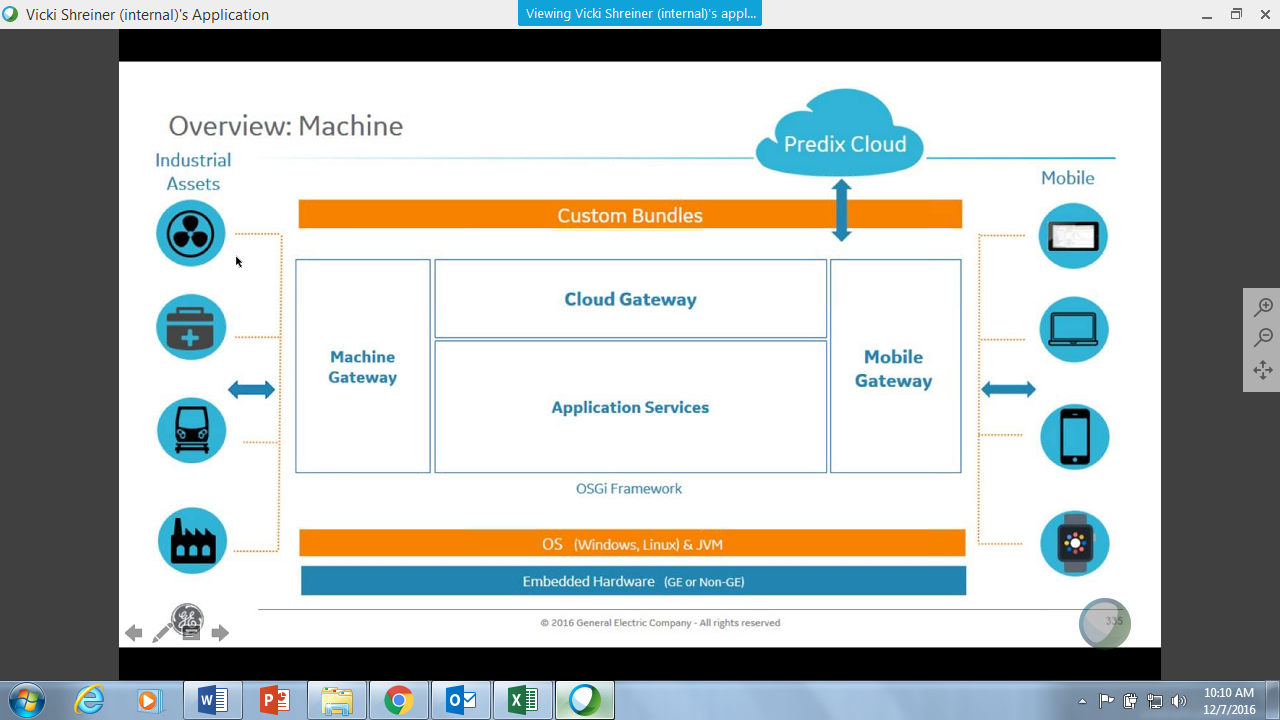 Vicki Shreiner (internal)'s Application
Viewing Vicki Shreiner (internal)'s appl...
Overview: Machine
Predix Cloud
Industrial
Assets
Mobile
Custom Bundles
Cloud Gateway
Machine
Gateway
Mobile
Gateway
Application Services
OSGi Framework
OS (Windows, Linux) & JVM
Embedded Hardware (GE or Non-GE)
© 2016 General Electric Company - All rights reserved
335
10:10 AM
12/7/2016